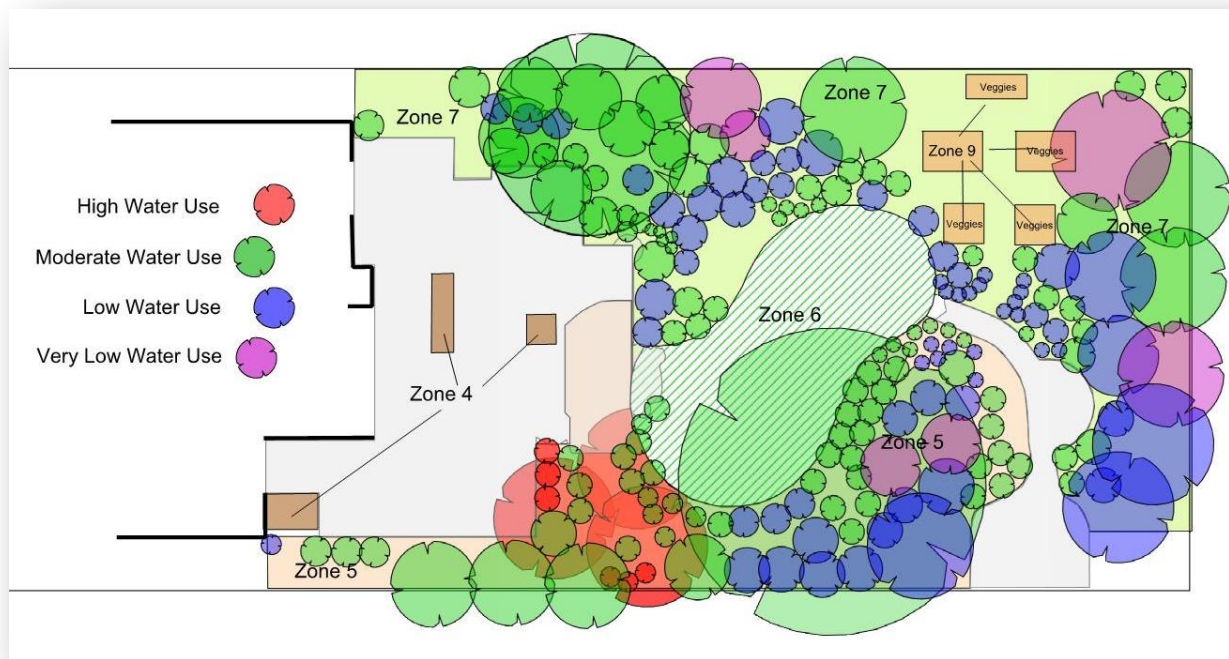 High Water Use
Moderate Water Use
Low Water Use
Very Low Water Use
Zone 7
Zone 7
Veggies
Zone 9
Veggies
Veggies
Veggies
Zone 7
Zone 6
Zone 4
Zone 5
Zone 5